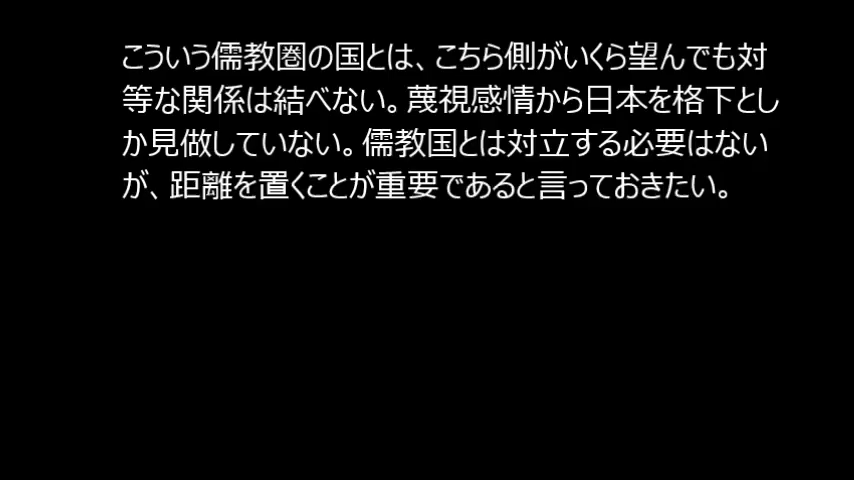 こういう儒教圏の国とは、こちら側がいくら望んでも対
等な関係は結べない。蔑視感情から日本を格下とし
か見做していない。儒教国とは対立する必要はない
が、距離を置くことが重要であると言っておきたい。